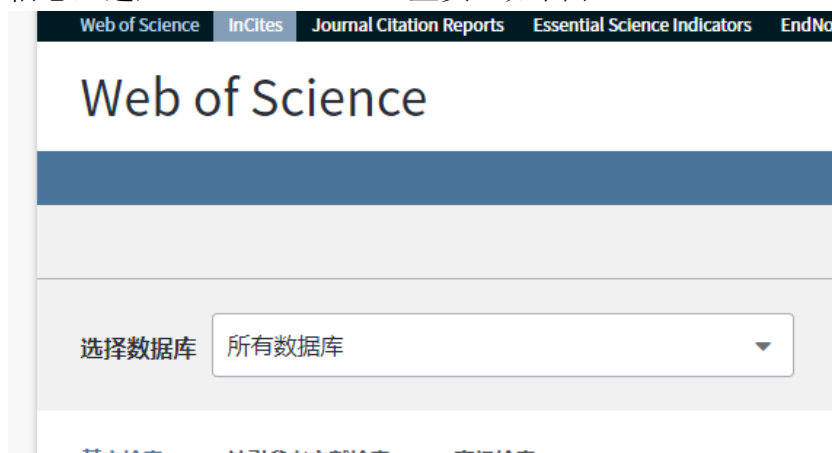 Web of Science InCites Journal Citation Reports Essential Science Indicators EndNo
Web of Science
选择数据库 所有数据库